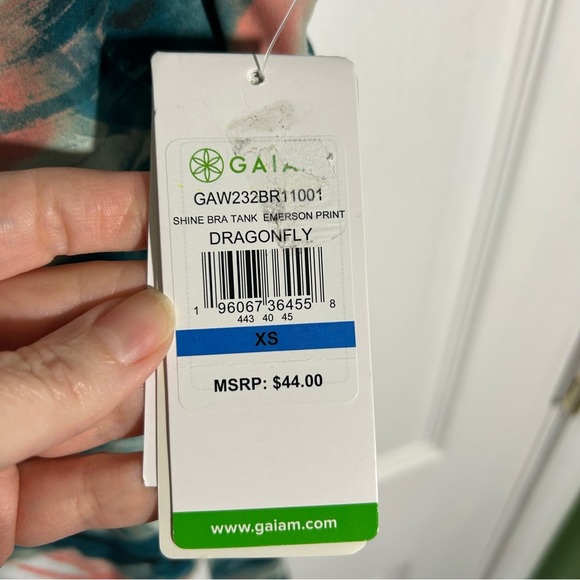 GAIAM
GAW232BR11001
SHINE BRA TANK EMERSON PRINT
DRAGONFLY
1 96067 36455 8
443 40 45
XS
MSRP: $44.00
www.gaiam.com